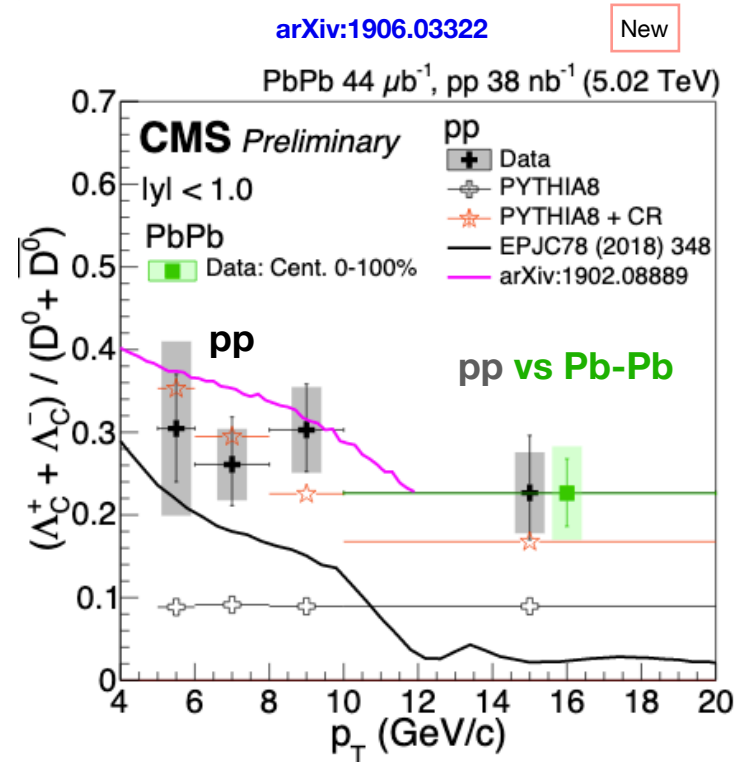 arXiv:1906.03322
New
PbPb 44 μb⁻¹, pp 38 nb⁻¹ (5.02 TeV)
CMS Preliminary
|y| < 1.0
PbPb
Data: Cent. 0-100%
pp
Data
PYTHIA8
PYTHIA8 + CR
EPJC78 (2018) 348
arXiv:1902.08889
pp
pp vs Pb-Pb
(Λ_C^+ + Λ_C^-) / (D⁰ + D̅⁰)
0.7
0.6
0.5
0.4
0.3
0.2
0.1
0
4 6 8 10 12 14 16 18 20
p_T (GeV/c)